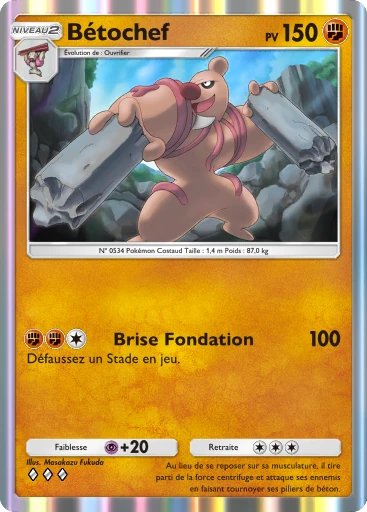 NIVEAU 2
Bétochef
PV 150
Évolution de : Ouvrifier
N° 0534 Pokémon Costaud Taille : 1,4 m Poids : 87,0 kg
Brise Fondation 100
Défaussez un Stade en jeu.
Faiblesse +20
Retraite
Illus. Masakazu Fukuda
Au lieu de se reposer sur sa musculature, il tire
parti de la force centrifuge et attaque ses ennemis
en faisant tournoyer ses piliers de béton.